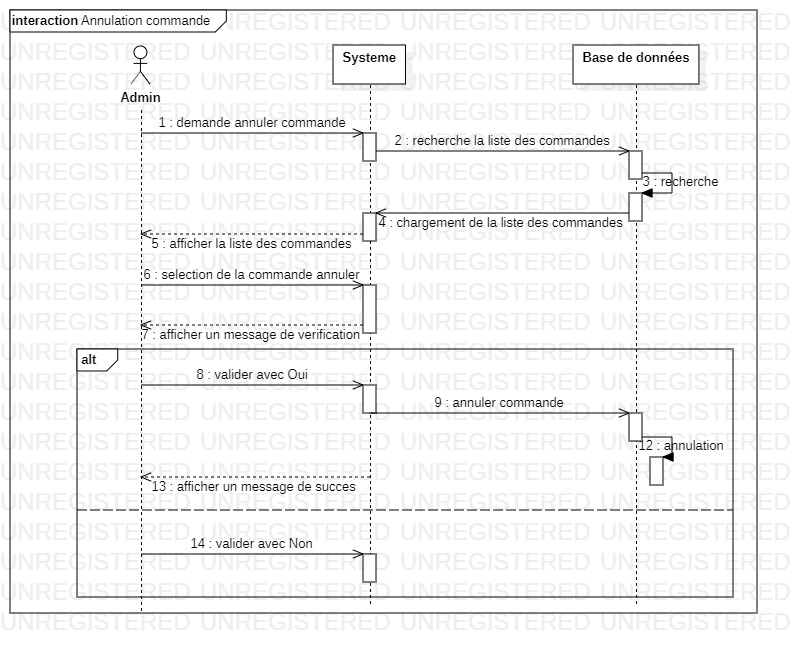 interaction Annulation commande
Admin
Systeme
Base de données
1 : demande annuler commande
2 : recherche la liste des commandes
3 : recherche
4 : chargement de la liste des commandes
5 : afficher la liste des commandes
6 : selection de la commande annuler
7 : afficher un message de verification
alt
8 : valider avec Oui
9 : annuler commande
12 : annulation
13 : afficher un message de succes
14 : valider avec Non
UNREGISTERED